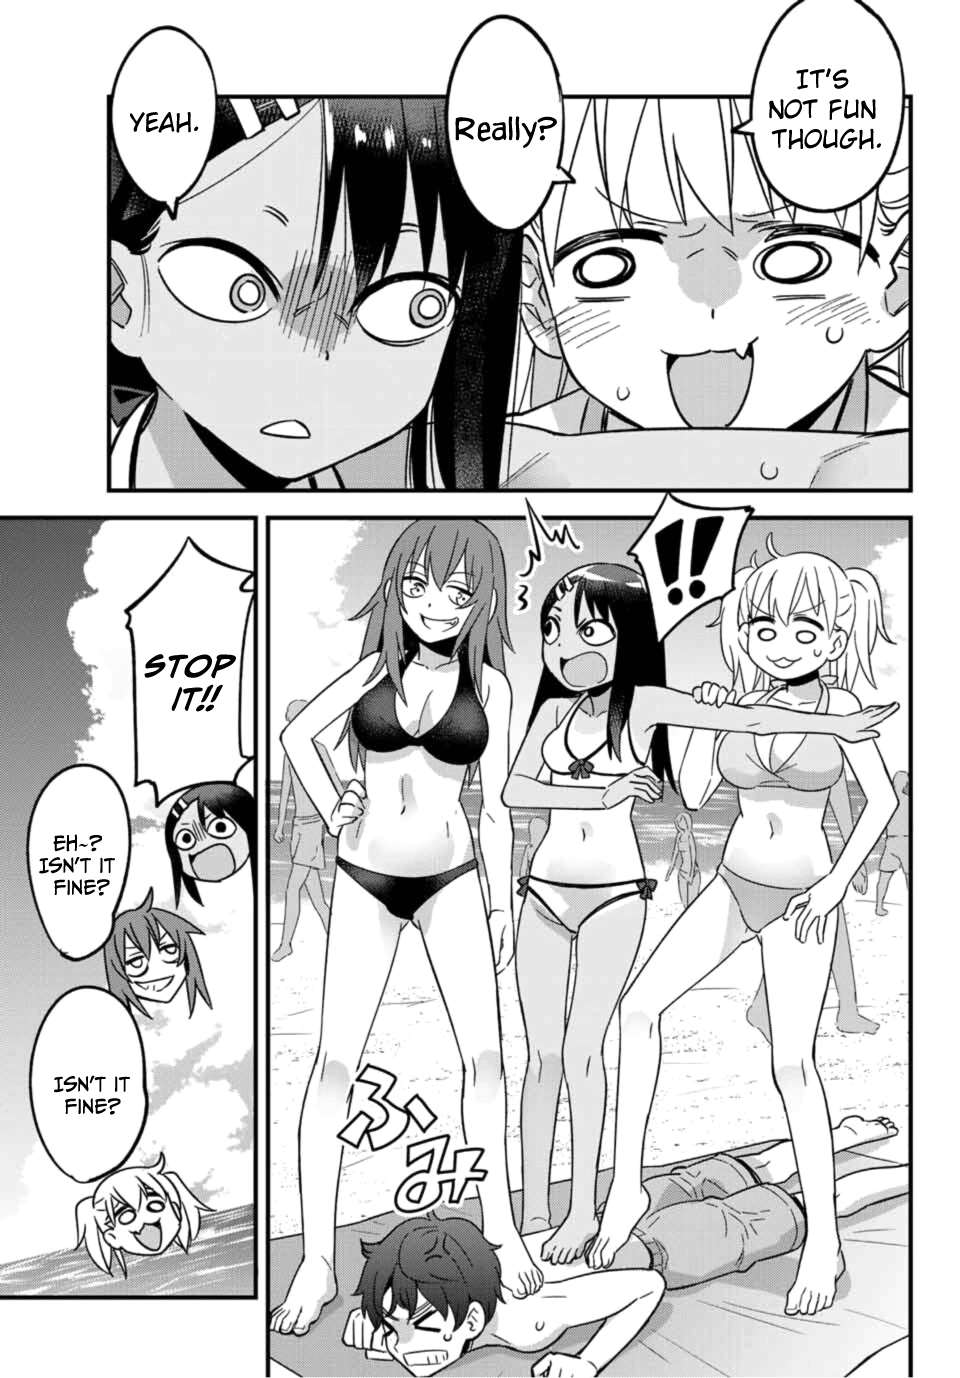 IT'S
NOT FUN
THOUGH.
Really?
YEAH.
!!
STOP
IT!!
EH~?
ISN'T IT
FINE?
ISN'T IT
FINE?
ふみ